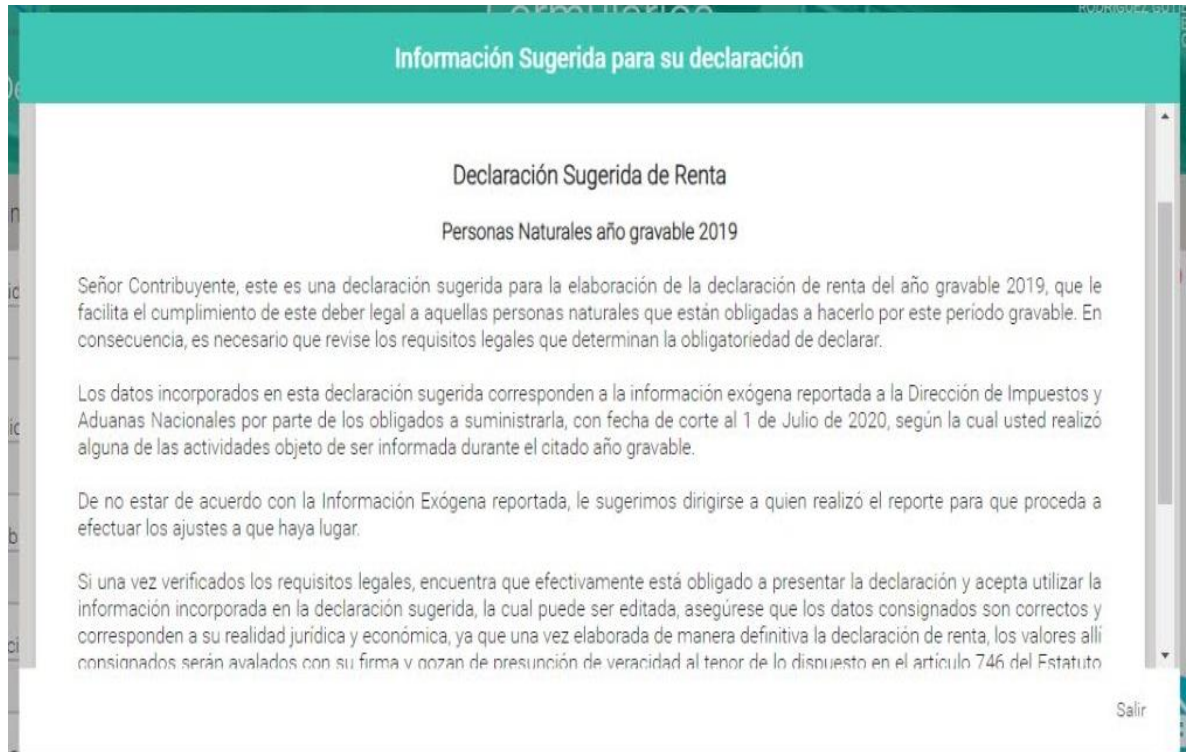 Formularios
RODRIGUEZ
Información Sugerida para su declaración
Declaración Sugerida de Renta
Personas Naturales año gravable 2019
Señor Contribuyente, este es una declaración sugerida para la elaboración de la declaración de renta del año gravable 2019, que le
facilita el cumplimiento de este deber legal a aquellas personas naturales que están obligadas a hacerlo por este período gravable. En
consecuencia, es necesario que revise los requisitos legales que determinan la obligatoriedad de declarar.
Los datos incorporados en esta declaración sugerida corresponden a la información exógena reportada a la Dirección de Impuestos y
Aduanas Nacionales por parte de los obligados a suministrarla, con fecha de corte al 1 de Julio de 2020, según la cual usted realizó
alguna de las actividades objeto de ser informada durante el citado año gravable.
De no estar de acuerdo con la Información Exógena reportada, le sugerimos dirigirse a quien realizó el reporte para que proceda a
efectuar los ajustes a que haya lugar.
Si una vez verificados los requisitos legales, encuentra que efectivamente está obligado a presentar la declaración y acepta utilizar la
información incorporada en la declaración sugerida, la cual puede ser editada, asegúrese que los datos consignados son correctos y
corresponden a su realidad jurídica y económica, ya que una vez elaborada de manera definitiva la declaración de renta, los valores allí
consignados serán avalados con su firma y gozan de presunción de veracidad al tenor de lo dispuesto en el artículo 746 del Estatuto
Salir